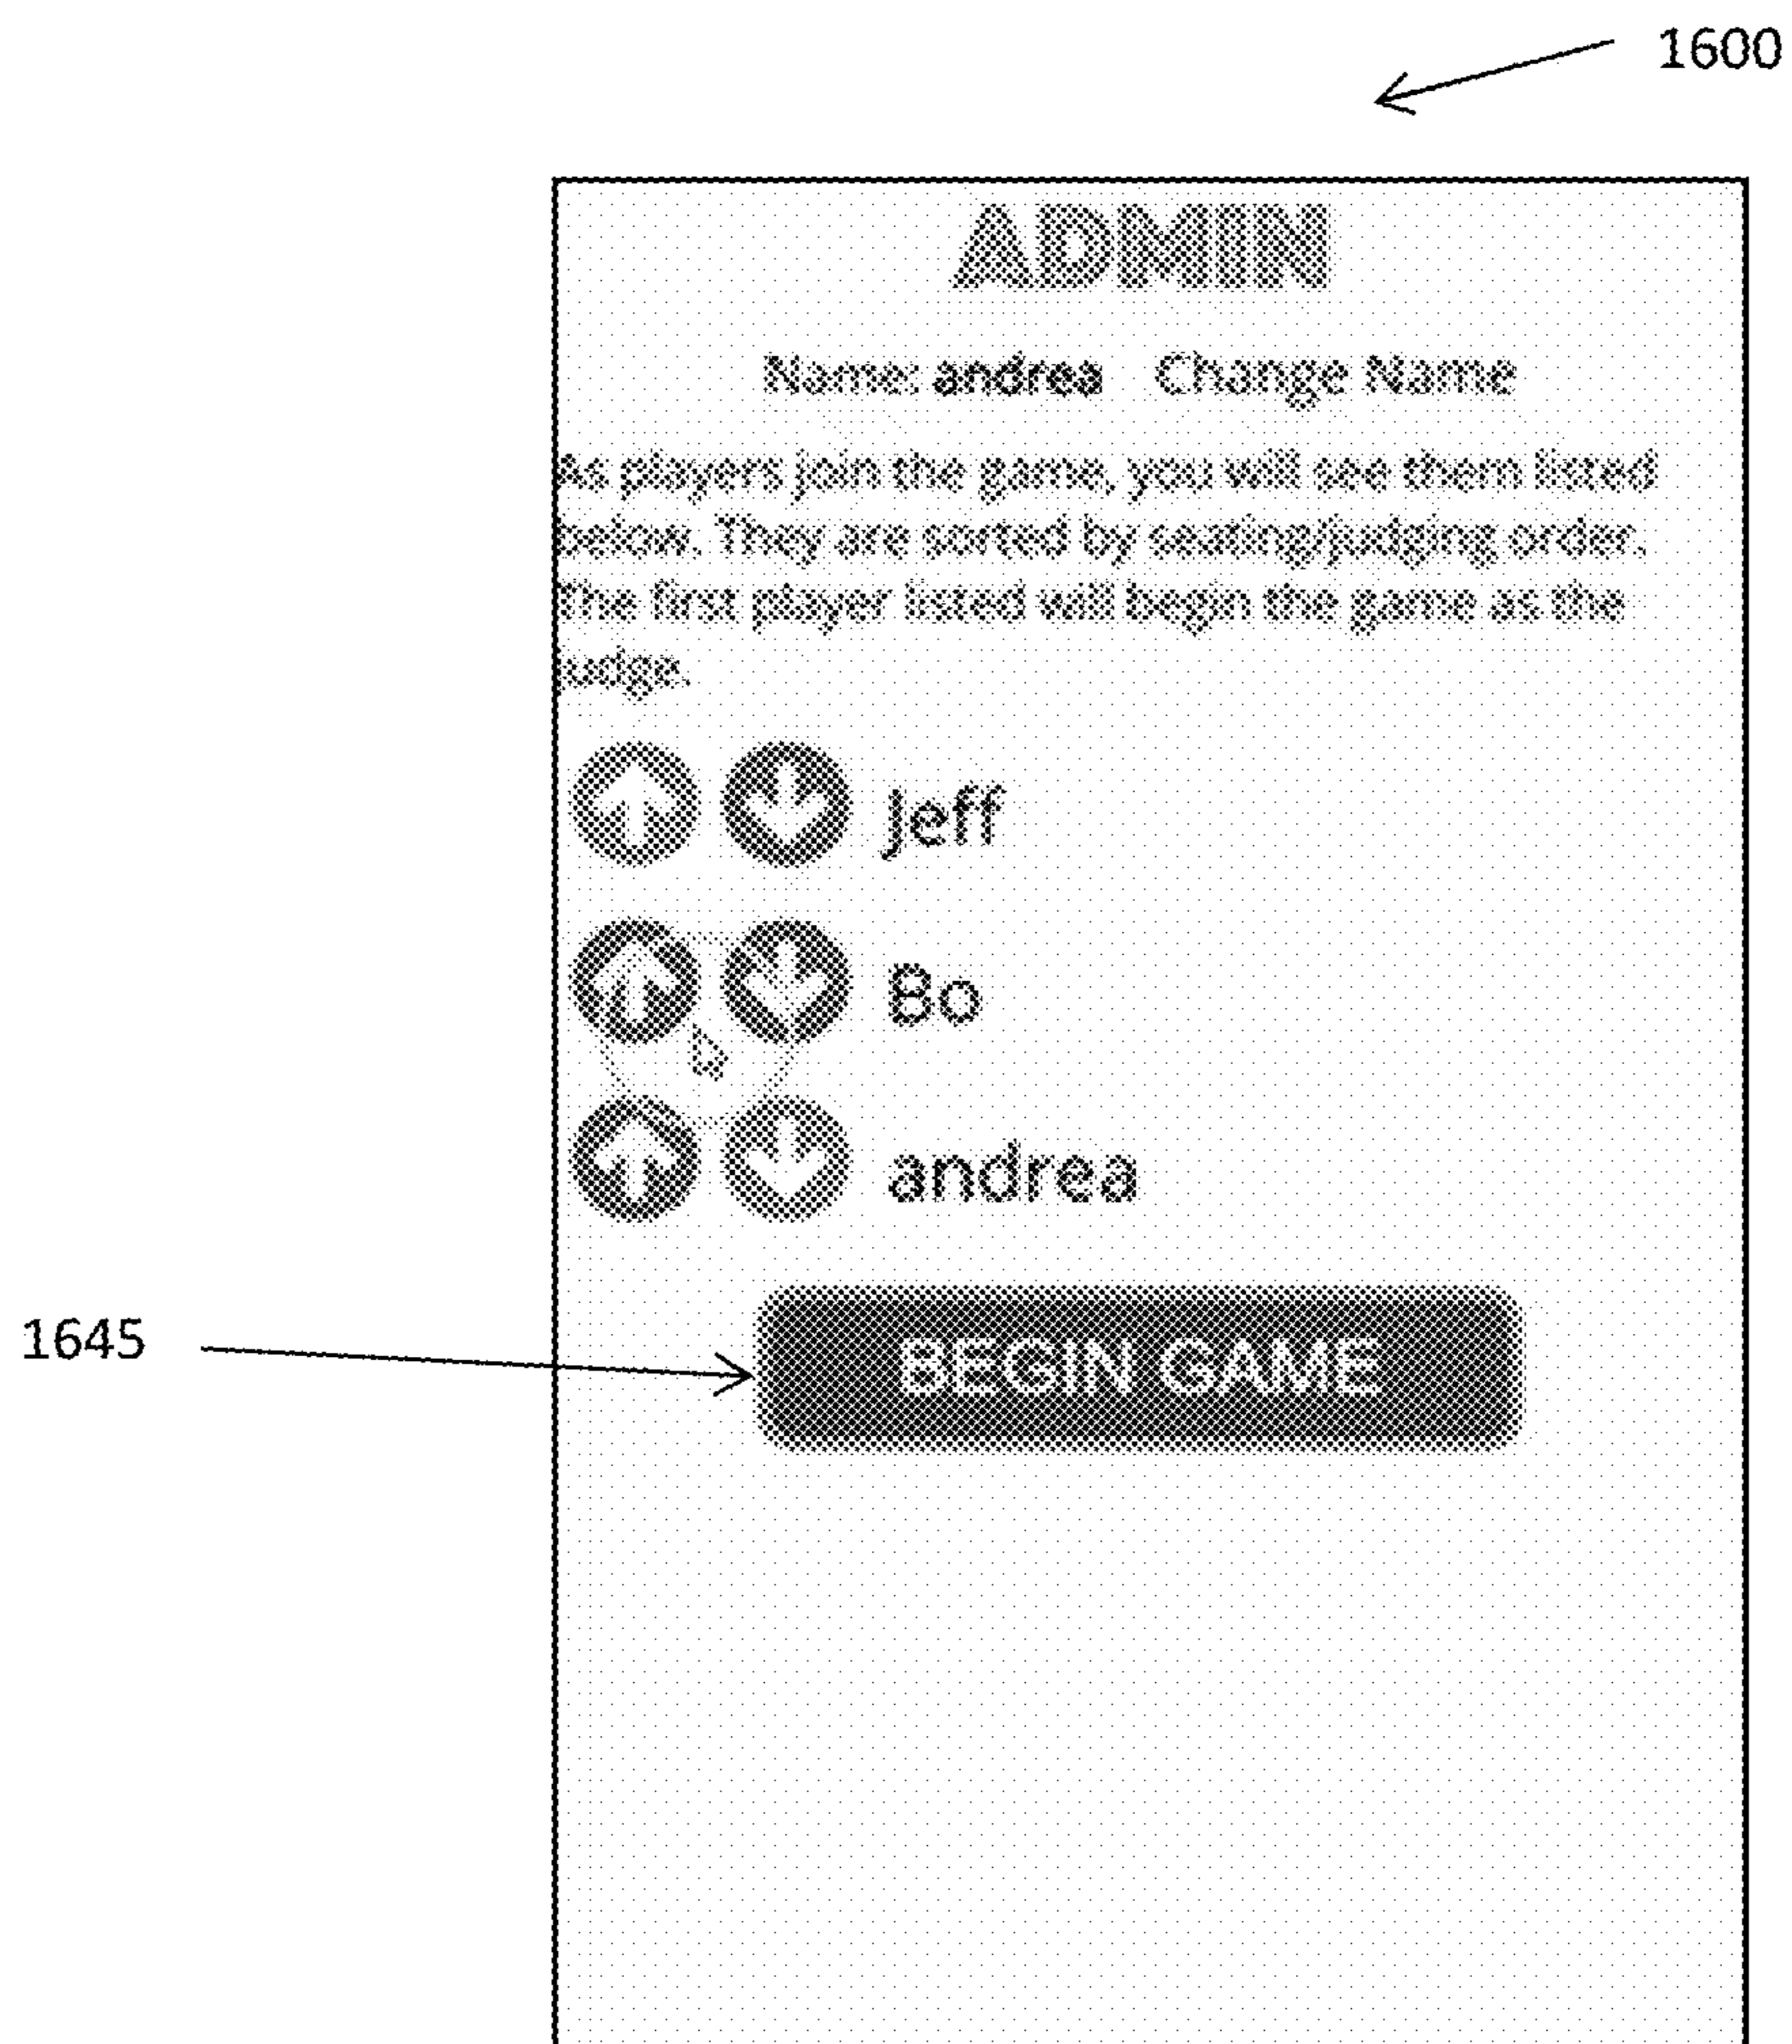 1600
ADMIN
Name: andrea Change Name
As players join the game, you will see them listed
below. They are sorted by seating/judging order.
The first player listed will begin the game as the
judge.
Jeff
Bo
andrea
1645
BEGIN GAME